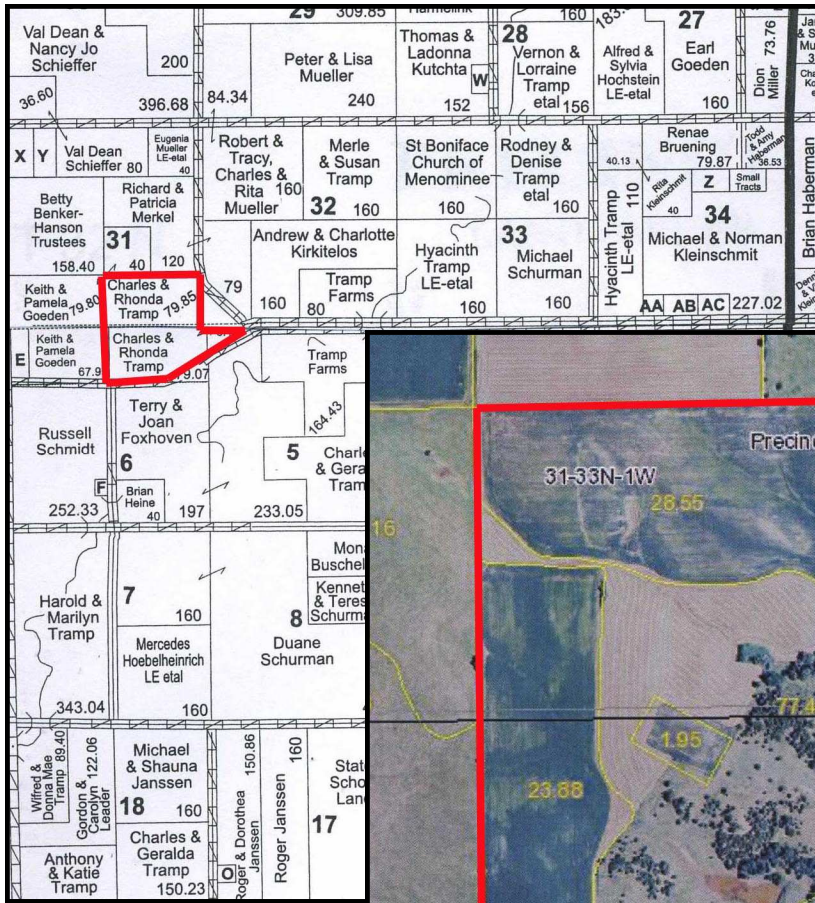 29
309.85
160
183.
27
28
Val Dean &
Nancy Jo
Schieffer
200
36.60
396.68
84.34
Peter & Lisa
Mueller
240
Thomas &
Ladonna
Kutchta
W
152
Vernon &
Lorraine
Tramp
etal
156
Alfred &
Sylvia
Hochstein
LE-etal
Earl
Goeden
160
Dion
Miller
73.76
X
Y
Val Dean
Schieffer
80
Eugenia
Mueller
LE-etal
40
Robert &
Tracy,
Charles &
Rita
Mueller
160
Merle
& Susan
Tramp
32
160
St Boniface
Church of
Menominee
160
Rodney &
Denise
Tramp
etal
160
Renae
Bruening
79.87
Todd
& Amy
Haberman
36.53
Brian Haberman
40.13
Rita
Kleinschmit
40
Z
Small
Tracts
Hyacinth Tramp
LE-etal
110
34
Michael & Norman
Kleinschmit
AA
AB
AC
227.02
Betty
Benker-
Hanson
Trustees
158.40
Richard &
Patricia
Merkel
31
40
120
79
Andrew & Charlotte
Kirkitelos
160
Tramp
Farms
80
Hyacinth
Tramp
LE-etal
160
33
Michael
Schurman
160
Keith &
Pamela
Goeden
79.80
Charles &
Rhonda
Tramp
79.85
E
Keith &
Pamela
Goeden
67.9
Charles &
Rhonda
Tramp
79.07
Tramp
Farms
164.43
Russell
Schmidt
252.33
Terry &
Joan
Foxhoven
6
F
Brian
Heine
40
197
5
233.05
Harold &
Marilyn
Tramp
343.04
7
160
Mercedes
Hoebelheinrich
LE etal
160
8
Duane
Schurman
Wilfred &
Donna Mae
Tramp
89.40
Gordon &
Carolyn
Leader
122.06
Michael
& Shauna
Janssen
18
160
Roger & Dorothea
Janssen
150.86
O
Roger Janssen
160
17
Anthony
& Katie
Tramp
Charles &
Geralda
Tramp
150.23
Precin
31-33N-1W
28.55
16
77.4
1.95
23.88